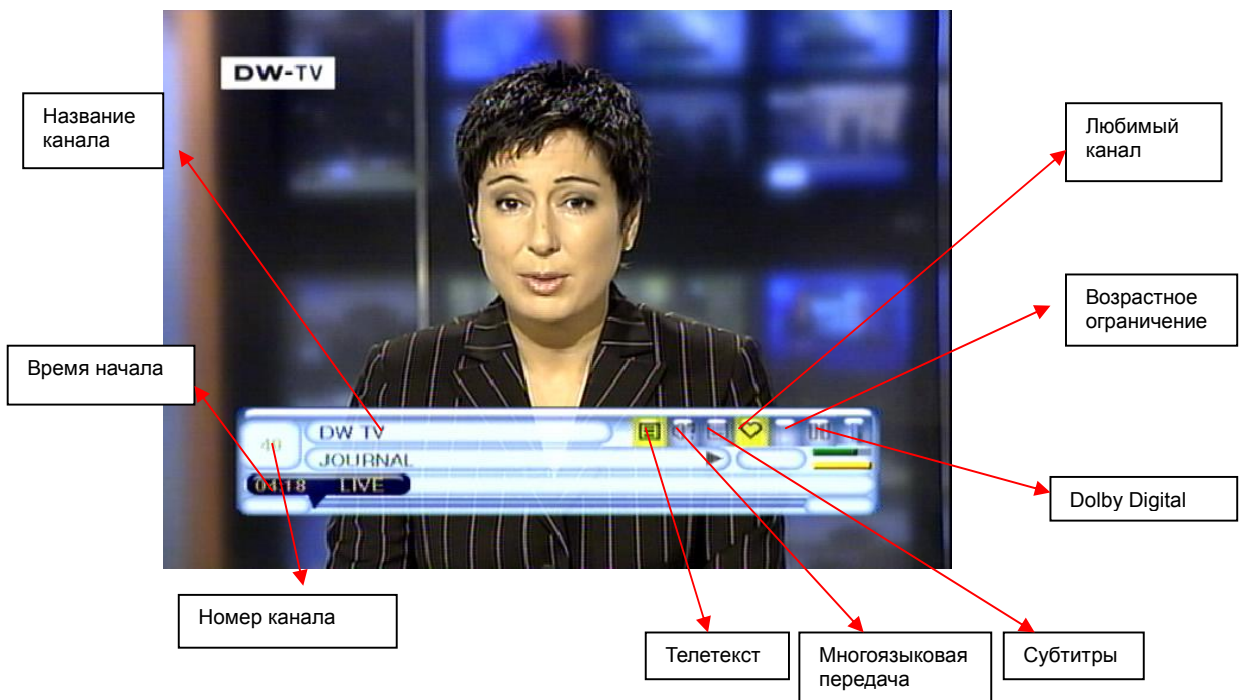 DW-TV
Название
канала
Любимый
канал
Возрастное
ограничение
Время начала
DW TV
JOURNAL
04:18 LIVE
Dolby Digital
Номер канала
Телетекст
Многоязыковая
передача
Субтитры